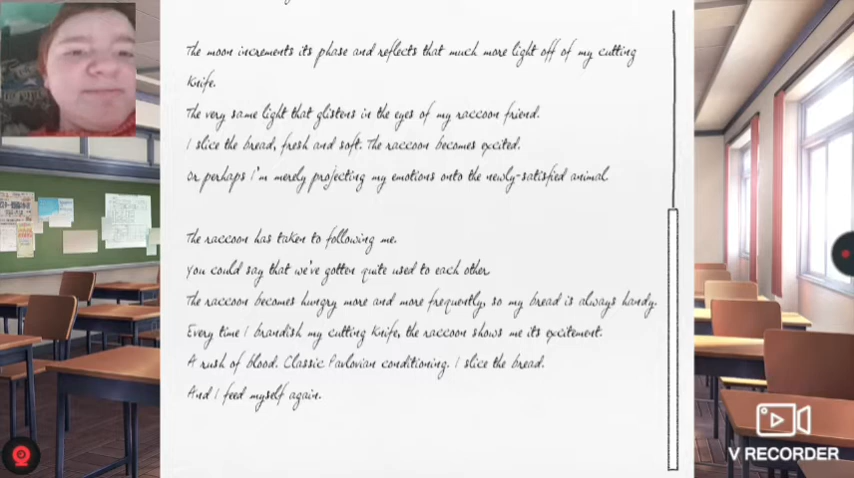 The moon increments its phase and reflects that much more light off of my cutting
knife.
The very same light that glistens in the eyes of my raccoon friend.
I slice the bread, fresh and soft. The raccoon becomes excited.
Or perhaps I'm merely projecting my emotions onto the newly-satisfied animal.
The raccoon has taken to following me.
You could say that we've gotten quite used to each other.
The raccoon becomes hungry more and more frequently, so my bread is always handy.
Every time I brandish my cutting knife, the raccoon shows me its excitement.
A rush of blood. Classic Pavlovian conditioning. I slice the bread.
And I feed myself again.
V RECORDER